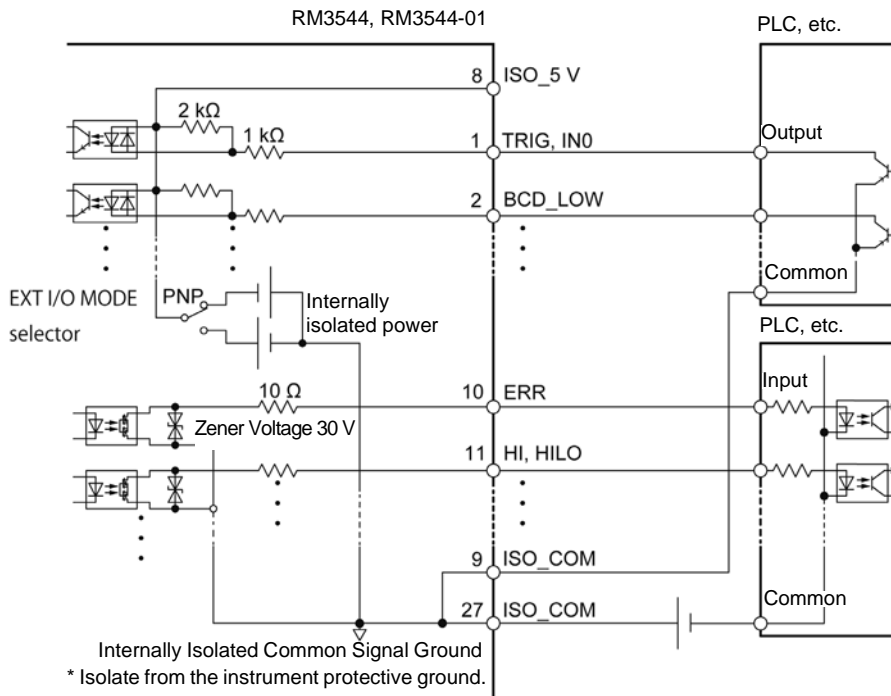 RM3544, RM3544-01
PLC, etc.
8 ISO_5 V
2 kΩ
1 kΩ
1 TRIG, IN0
Output
2 BCD_LOW
Common
EXT I/O MODE
selector
PNP
Internally
isolated power
PLC, etc.
10 Ω
10 ERR
Input
Zener Voltage 30 V
11 HI, HILO
9 ISO_COM
27 ISO_COM
Common
Internally Isolated Common Signal Ground
* Isolate from the instrument protective ground.